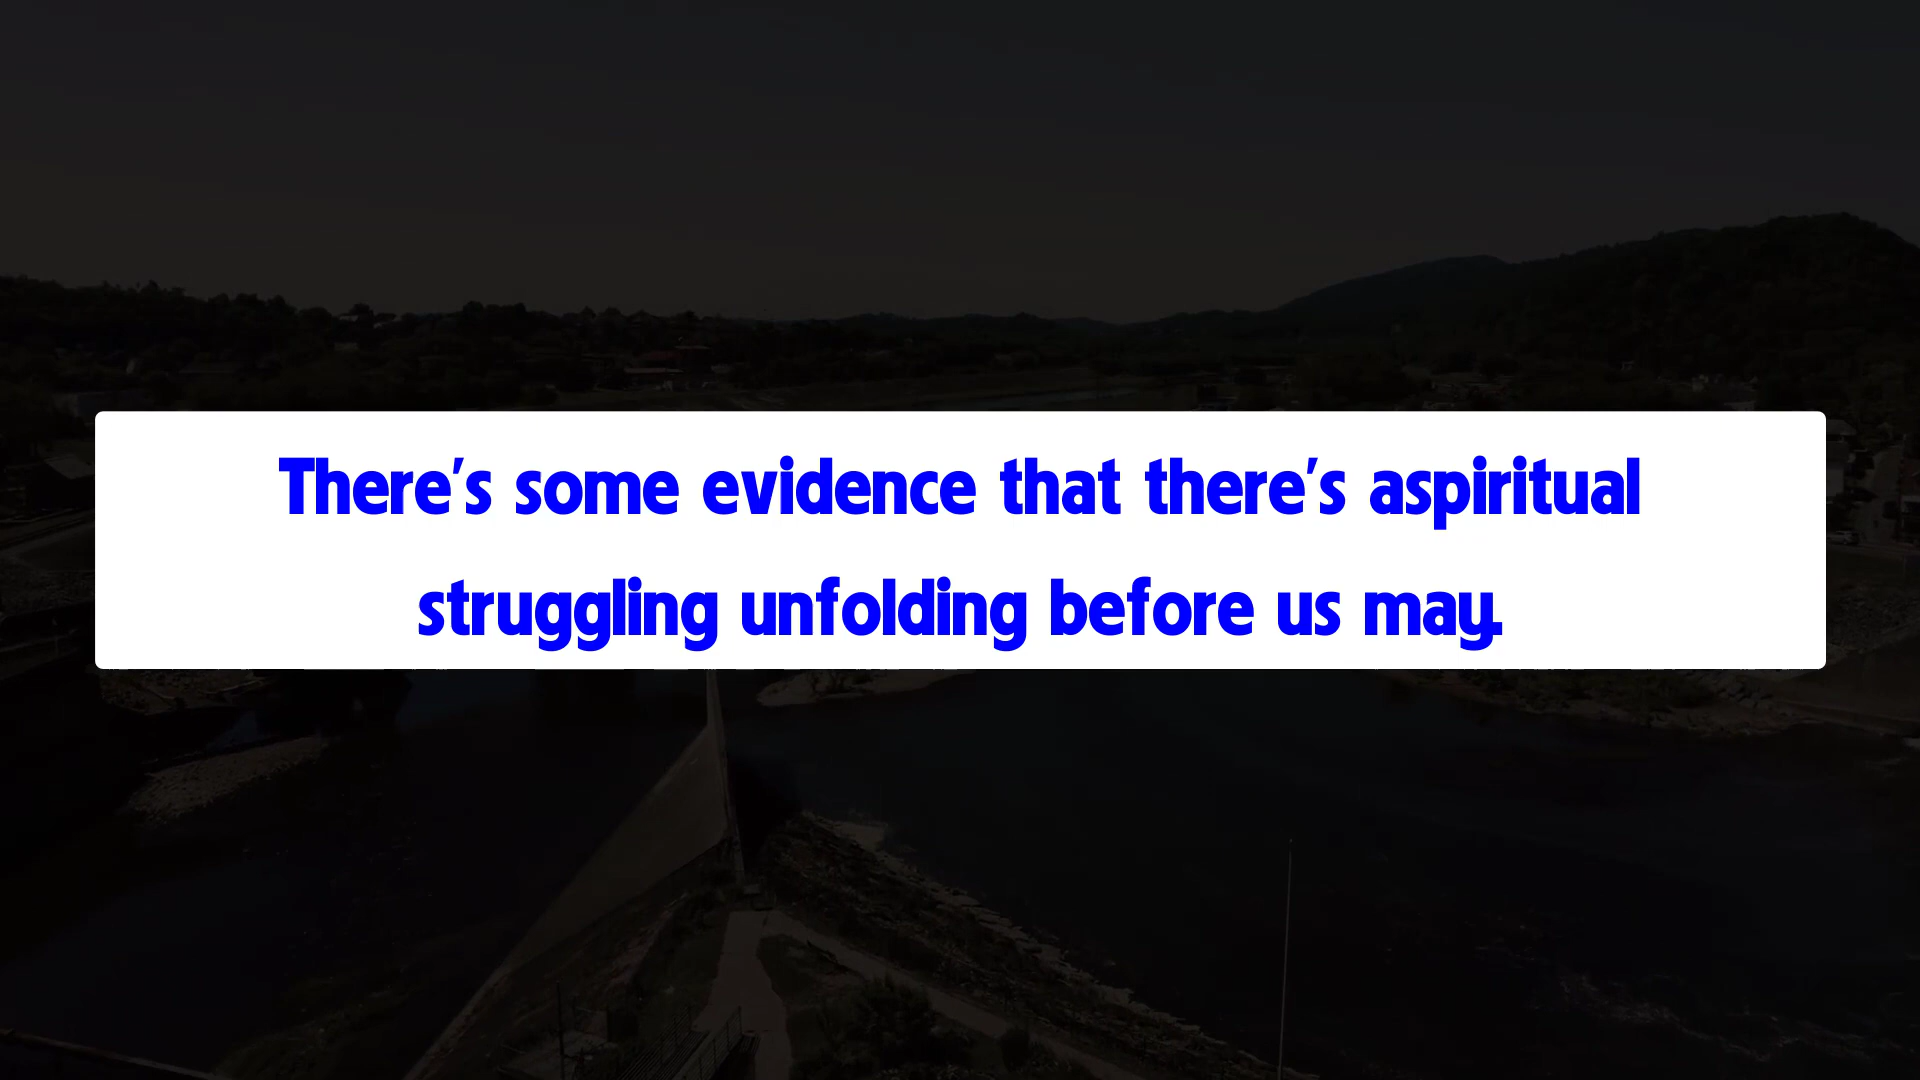 There's some evidence that there's aspiritual
struggling unfolding before us may.